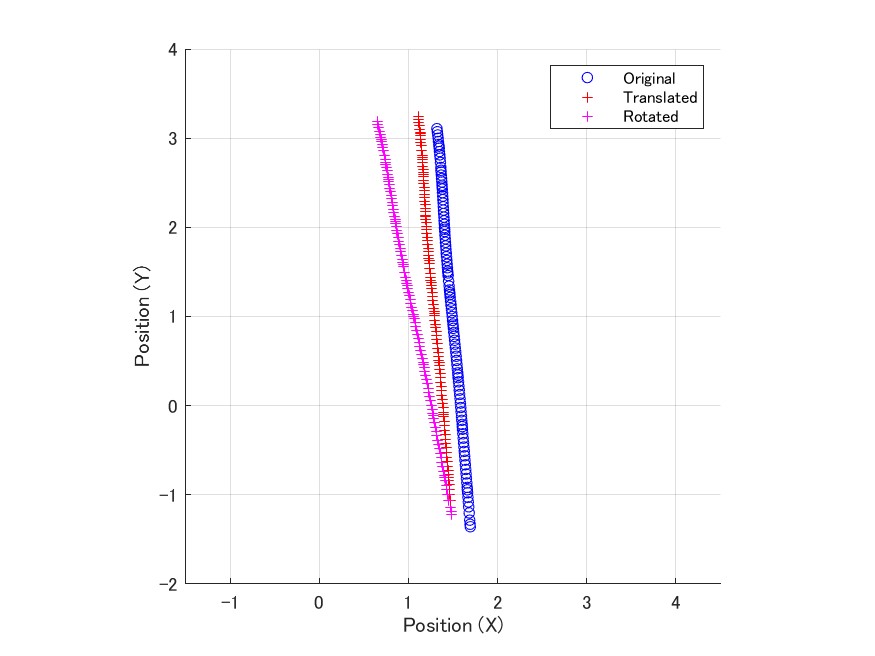 4
Original
Translated
Rotated
3
2
1
0
−1
−2
Position (Y)
−1 0 1 2 3 4
Position (X)